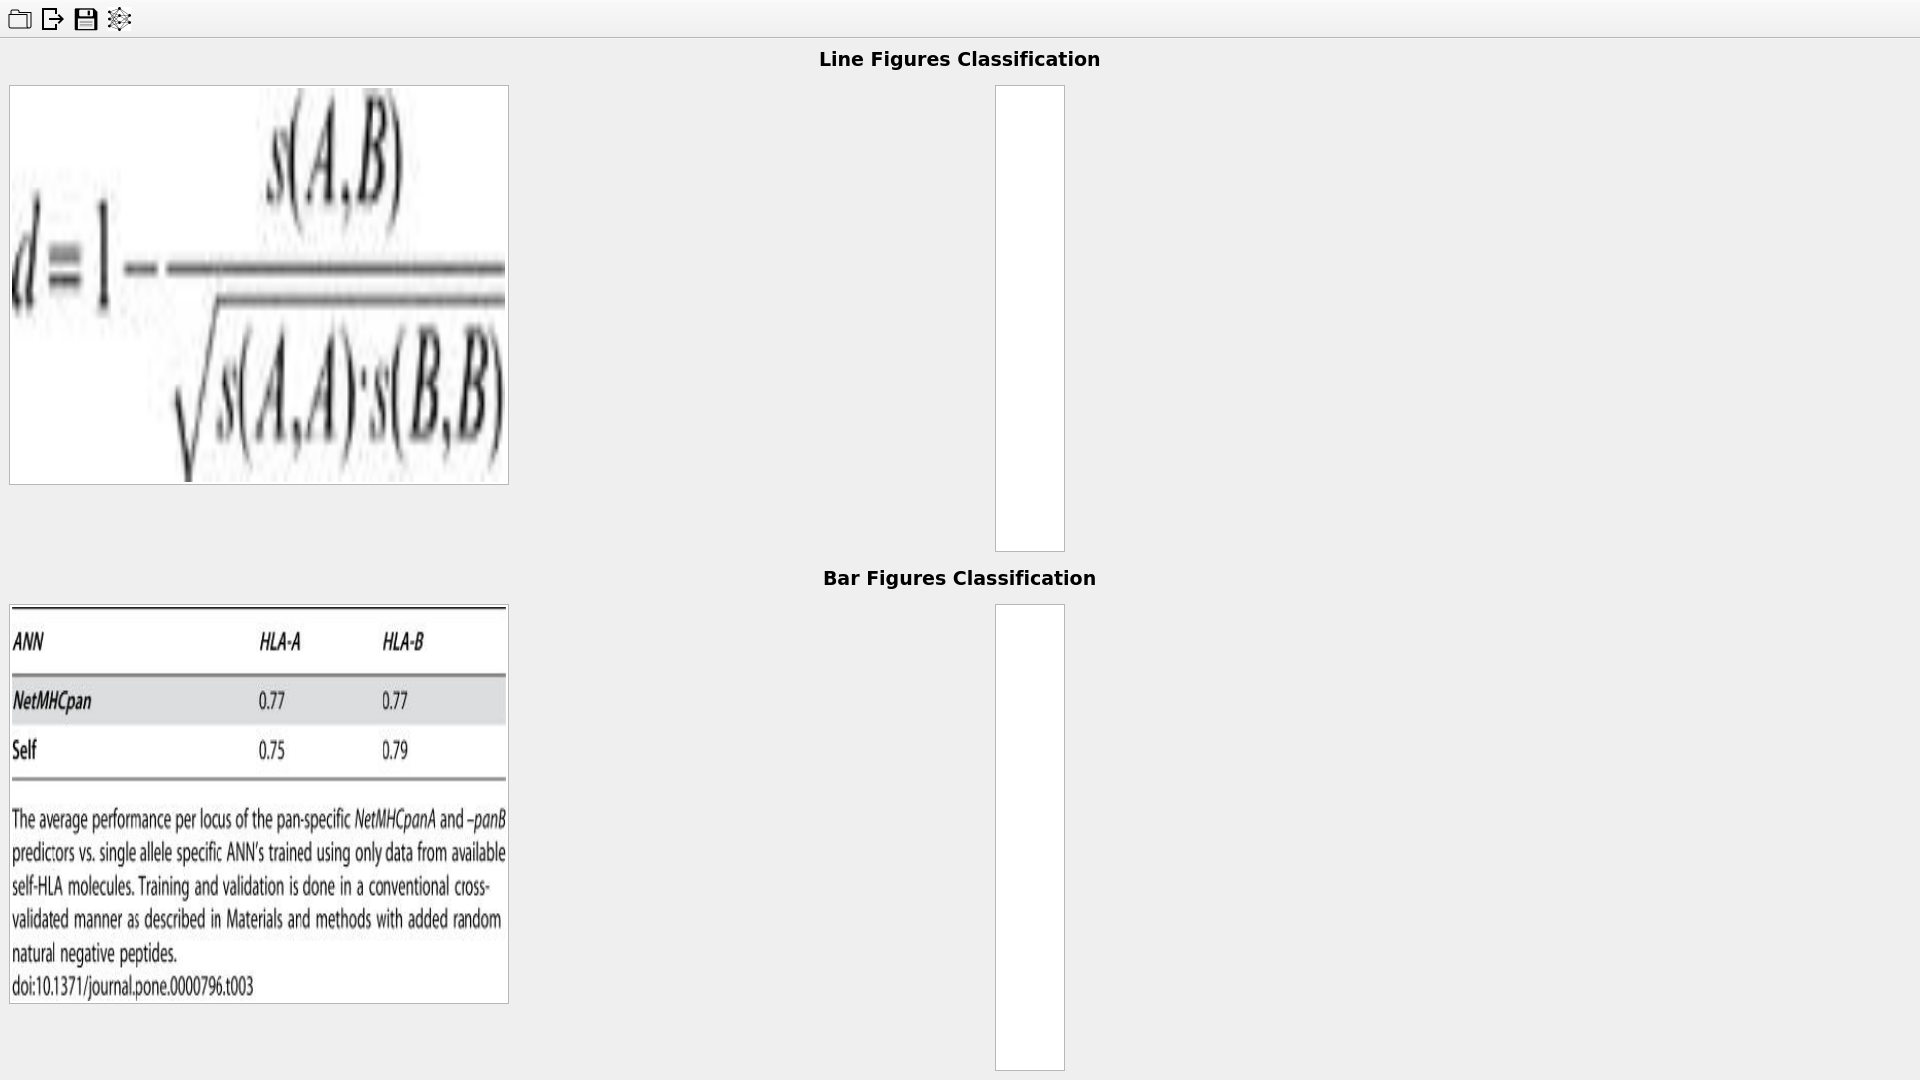 Line Figures Classification
s(A,B)
d≡1−
√s(A,A)·s(B,B)
Bar Figures Classification
ANN HLA-A HLA-B
NetMHCpan 0.77 0.77
Self 0.75 0.79
The average performance per locus of the pan-specific NetMHCpanA and –panB
predictors vs. single allele specific ANN's trained using only data from available
self-HLA molecules. Training and validation is done in a conventional cross-
validated manner as described in Materials and methods with added random
natural negative peptides.
doi:10.1371/journal.pone.0000796.t003